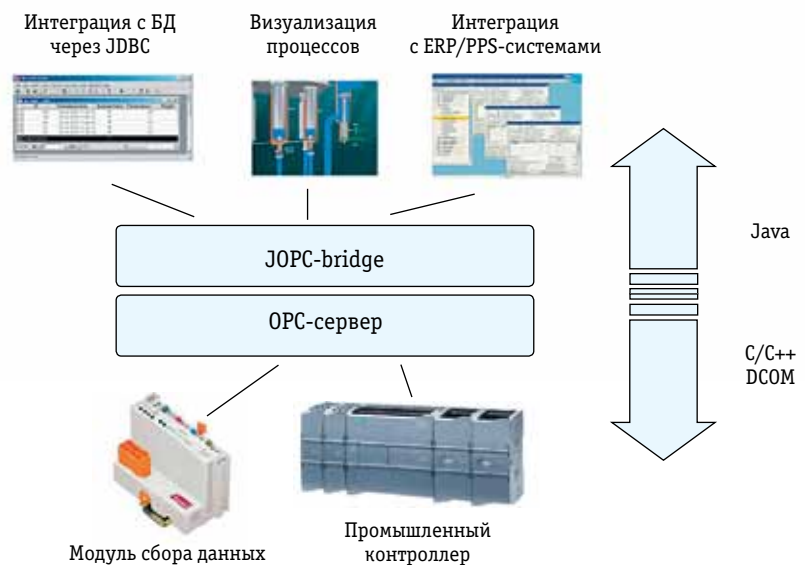 Интеграция с БД
через JDBC
Визуализация
процессов
Интеграция
с ERP/PPS-системами
JOPC-bridge
OPC-сервер
Java
C/C++
DCOM
Модуль сбора данных
Промышленный
контроллер